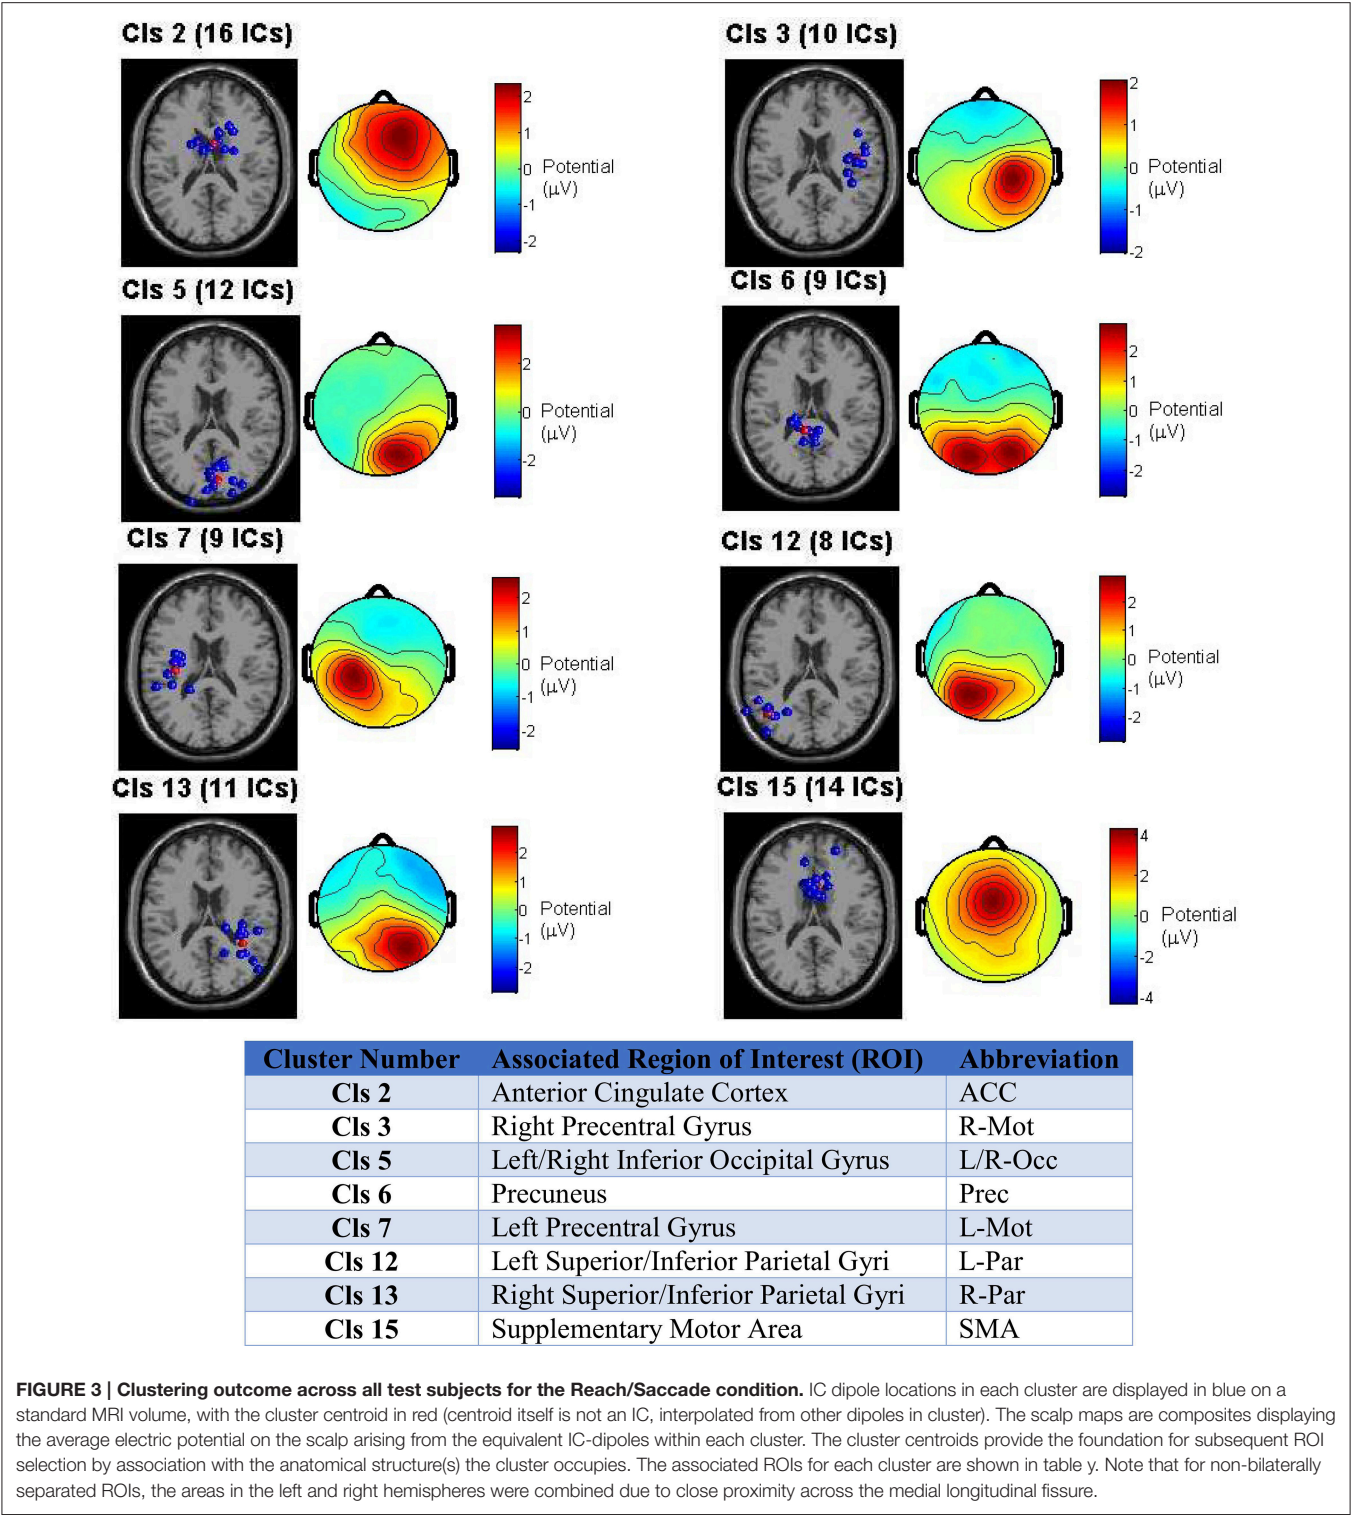 Cls 2 (16 ICs)
2
1
0
-1
-2
Potential
(µV)
Cls 3 (10 ICs)
2
1
0
-1
-2
Potential
(µV)
Cls 5 (12 ICs)
2
0
-2
Potential
(µV)
Cls 6 (9 ICs)
2
1
0
-1
-2
Potential
(µV)
Cls 7 (9 ICs)
2
1
0
-1
-2
Potential
(µV)
Cls 12 (8 ICs)
2
1
0
-1
-2
Potential
(µV)
Cls 13 (11 ICs)
2
1
0
-1
-2
Potential
(µV)
Cls 15 (14 ICs)
4
2
0
-2
-4
Potential
(µV)
Cluster Number Associated Region of Interest (ROI) Abbreviation
Cls 2 Anterior Cingulate Cortex ACC
Cls 3 Right Precentral Gyrus R-Mot
Cls 5 Left/Right Inferior Occipital Gyrus L/R-Occ
Cls 6 Precuneus Prec
Cls 7 Left Precentral Gyrus L-Mot
Cls 12 Left Superior/Inferior Parietal Gyri L-Par
Cls 13 Right Superior/Inferior Parietal Gyri R-Par
Cls 15 Supplementary Motor Area SMA
FIGURE 3 | Clustering outcome across all test subjects for the Reach/Saccade condition. IC dipole locations in each cluster are displayed in blue on a
standard MRI volume, with the cluster centroid in red (centroid itself is not an IC, interpolated from other dipoles in cluster). The scalp maps are composites displaying
the average electric potential on the scalp arising from the equivalent IC-dipoles within each cluster. The cluster centroids provide the foundation for subsequent ROI
selection by association with the anatomical structure(s) the cluster occupies. The associated ROIs for each cluster are shown in table y. Note that for non-bilaterally
separated ROIs, the areas in the left and right hemispheres were combined due to close proximity across the medial longitudinal fissure.